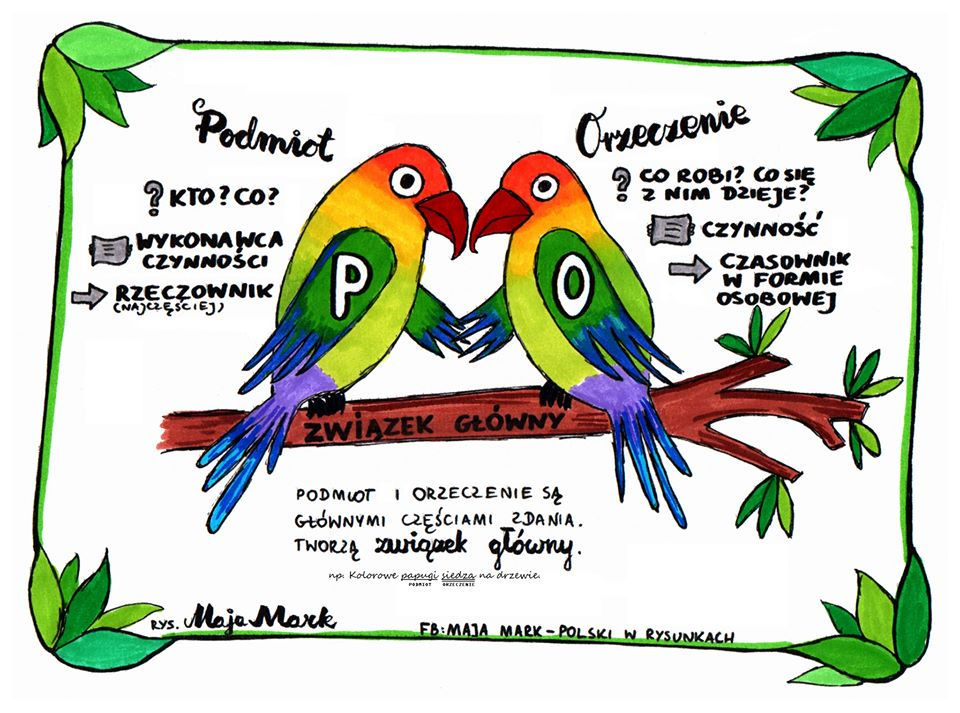 Podmiot
? KTO? CO?
WYKONAWCA
CZYNNOŚCI
RZECZOWNIK
(NAJCZĘŚCIEJ)
Orzeczenie
? CO ROBI? CO SIĘ
Z NIM DZIEJE?
CZYNNOŚĆ
CZASOWNIK
W FORMIE
OSOBOWEJ
P
O
ZWIĄZEK GŁÓWNY
PODMIOT I ORZECZENIE SĄ
GŁÓWNYMI CZĘŚCIAMI ZDANIA.
TWORZĄ związek główny.
np. Kolorowe papugi siedzą na drzewie.
PODMIOT ORZECZENIE
RYS. Maja Mark
FB: MAJA MARK - POLSKI W RYSUNKACH